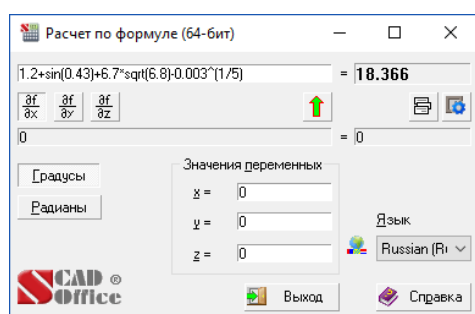 Расчет по формуле (64-бит)
1.2+sin(0.43)+6.7*sqrt(6.8)-0.003^(1/5) = 18.366
∂f/∂x ∂f/∂y ∂f/∂z
0 = 0
Градусы
Радианы
Значения переменных
x = 0
y = 0
z = 0
Язык
Russian (Ru
SCAD ®
Office
Выход
Справка